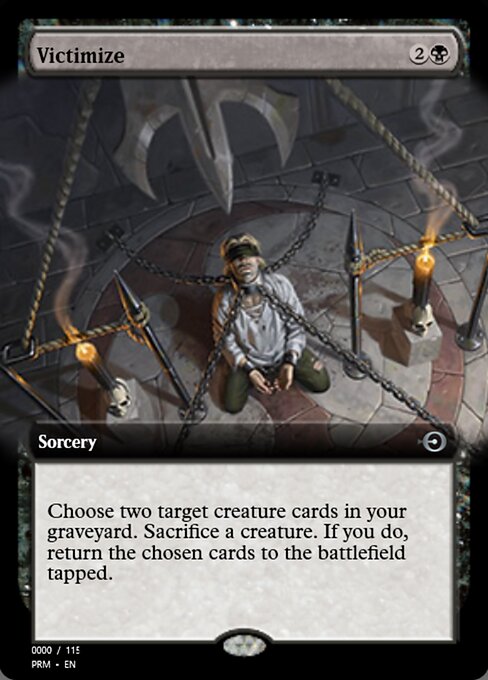 Victimize 2
Sorcery
Choose two target creature cards in your
graveyard. Sacrifice a creature. If you do,
return the chosen cards to the battlefield
tapped.
0000 / 115
PRM • EN